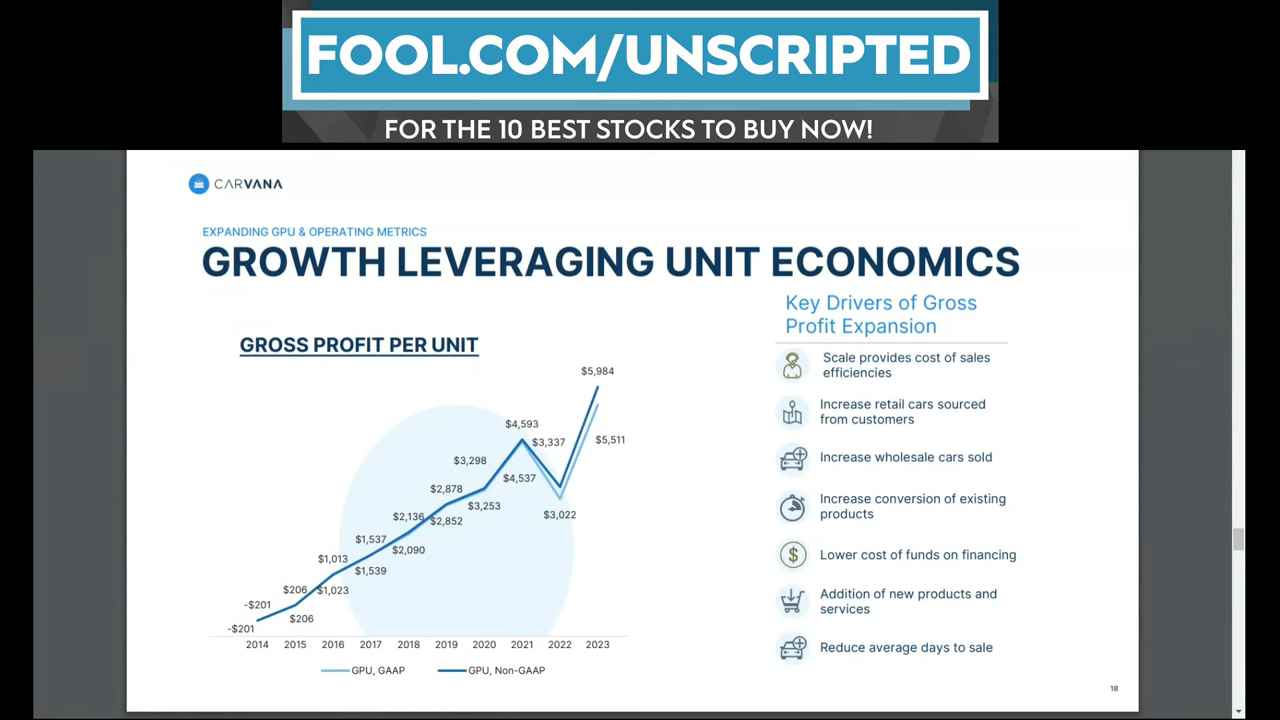 FOOL.COM/UNSCRIPTED
FOR THE 10 BEST STOCKS TO BUY NOW!
CARVANA
EXPANDING GPU & OPERATING METRICS
GROWTH LEVERAGING UNIT ECONOMICS
GROSS PROFIT PER UNIT
$5,984
$4,593
$3,337
$5,511
$3,298
$4,537
$2,878
$3,253
$3,022
$2,136
$2,852
$1,537
$2,090
$1,013
$1,539
$206
$1,023
-$201
$206
-$201
2014 2015 2016 2017 2018 2019 2020 2021 2022 2023
GPU, GAAP GPU, Non-GAAP
Key Drivers of Gross
Profit Expansion
Scale provides cost of sales
efficiencies
Increase retail cars sourced
from customers
Increase wholesale cars sold
Increase conversion of existing
products
$
Lower cost of funds on financing
Addition of new products and
services
Reduce average days to sale
18